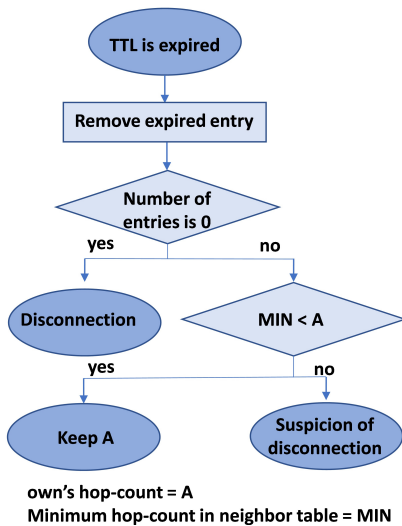 TTL is expired
Remove expired entry
Number of
entries is 0
yes
no
Disconnection
MIN < A
yes
no
Keep A
Suspicion of
disconnection
own's hop-count = A
Minimum hop-count in neighbor table = MIN